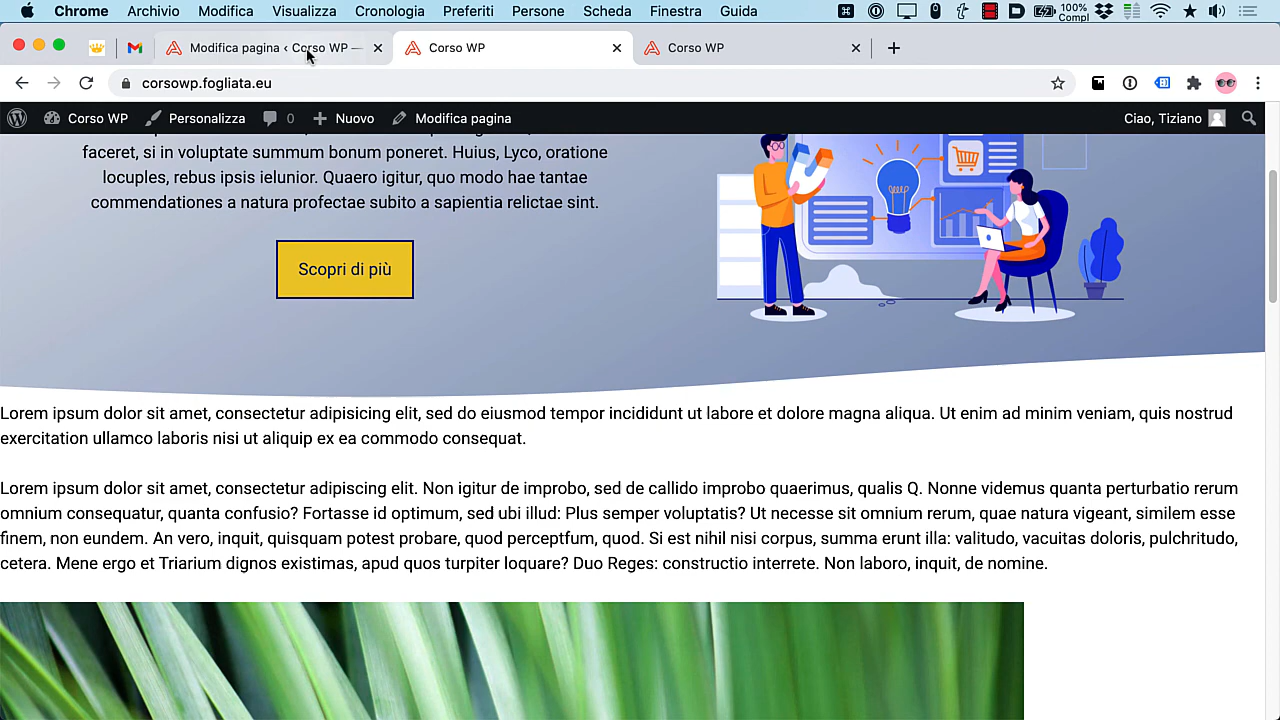 Chrome Archivio Modifica Visualizza Cronologia Preferiti Persone Scheda Finestra Guida 100% Compl
Modifica pagina ‹ Corso WP —
Corso WP
Corso WP
corsowp.fogliata.eu
Corso WP Personalizza 0 Nuovo Modifica pagina Ciao, Tiziano
faceret, si in voluptate summum bonum poneret. Huius, Lyco, oratione
locuples, rebus ipsis ielunior. Quaero igitur, quo modo hae tantae
commendationes a natura profectae subito a sapientia relictae sint.
Scopri di più
Lorem ipsum dolor sit amet, consectetur adipisicing elit, sed do eiusmod tempor incididunt ut labore et dolore magna aliqua. Ut enim ad minim veniam, quis nostrud
exercitation ullamco laboris nisi ut aliquip ex ea commodo consequat.
Lorem ipsum dolor sit amet, consectetur adipiscing elit. Non igitur de improbo, sed de callido improbo quaerimus, qualis Q. Nonne videmus quanta perturbatio rerum
omnium consequatur, quanta confusio? Fortasse id optimum, sed ubi illud: Plus semper voluptatis? Ut necesse sit omnium rerum, quae natura vigeant, similem esse
finem, non eundem. An vero, inquit, quisquam potest probare, quod perceptfum, quod. Si est nihil nisi corpus, summa erunt illa: valitudo, vacuitas doloris, pulchritudo,
cetera. Mene ergo et Triarium dignos existimas, apud quos turpiter loquare? Duo Reges: constructio interrete. Non laboro, inquit, de nomine.